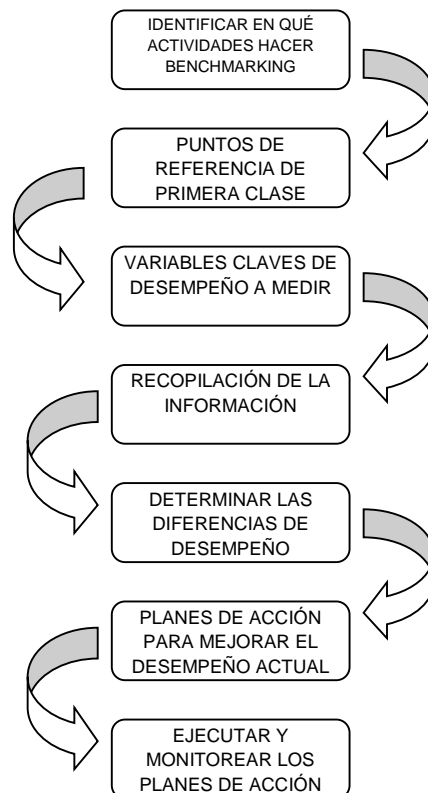 IDENTIFICAR EN QUÉ
ACTIVIDADES HACER
BENCHMARKING
PUNTOS DE
REFERENCIA DE
PRIMERA CLASE
VARIABLES CLAVES DE
DESEMPEÑO A MEDIR
RECOPILACIÓN DE LA
INFORMACIÓN
DETERMINAR LAS
DIFERENCIAS DE
DESEMPEÑO
PLANES DE ACCIÓN
PARA MEJORAR EL
DESEMPEÑO ACTUAL
EJECUTAR Y
MONITOREAR LOS
PLANES DE ACCIÓN